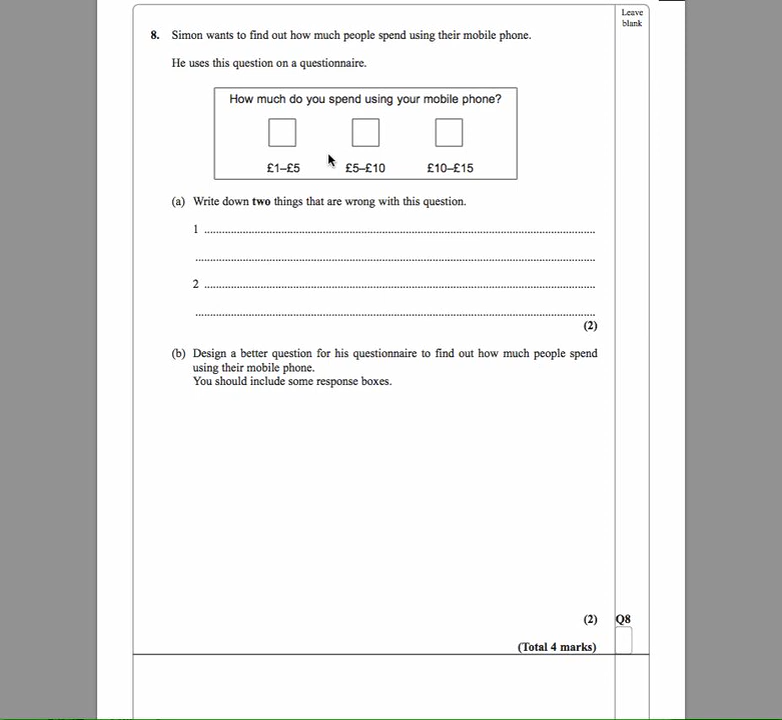 Leave
blank
8. Simon wants to find out how much people spend using their mobile phone.
He uses this question on a questionnaire.
How much do you spend using your mobile phone?
£1–£5 £5–£10 £10–£15
(a) Write down two things that are wrong with this question.
1 ........................................................................
........................................................................
2 ........................................................................
........................................................................
(2)
(b) Design a better question for his questionnaire to find out how much people spend
using their mobile phone.
You should include some response boxes.
(2) Q8
(Total 4 marks)